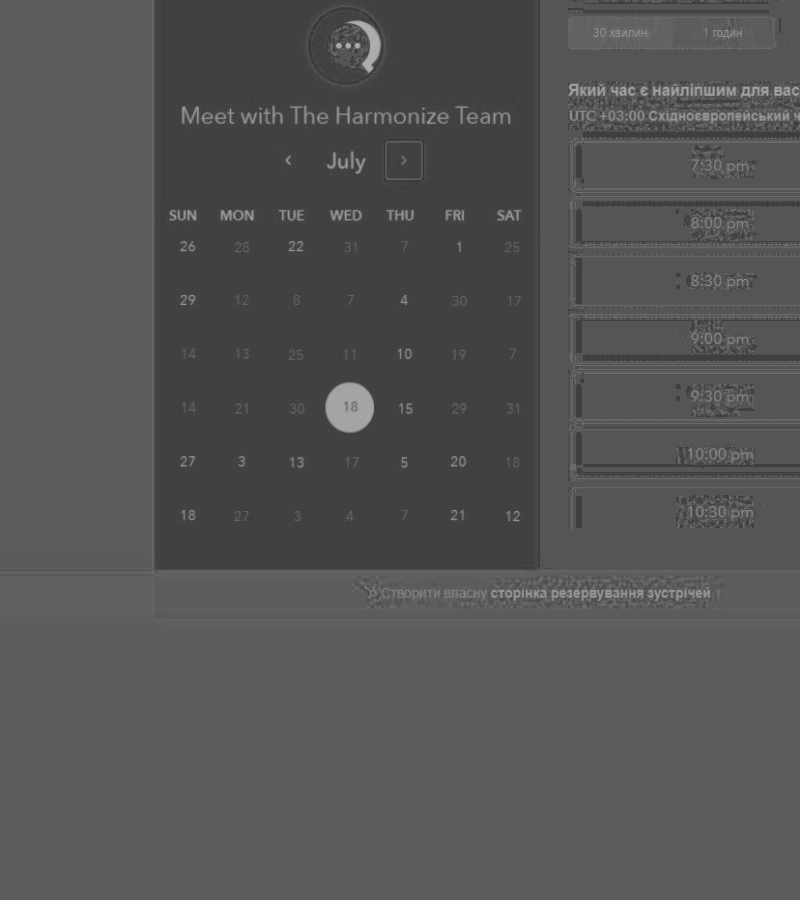 Meet with The Harmonize Team
July
SUN MON TUE WED THU FRI SAT
26 28 22 31 7 1 25
29 12 8 7 4 30 17
14 13 25 11 10 19 7
14 21 30 18 15 29 31
27 3 13 17 5 20 18
18 27 3 4 7 21 12
30 хвилин 1 годин
Який час є найліпшим для вас
UTC +03:00 Східноєвропейський ч
7:30 pm
8:00 pm
8:30 pm
9:00 pm
9:30 pm
10:00 pm
10:30 pm
Створити власну сторінка резервування зустрічей